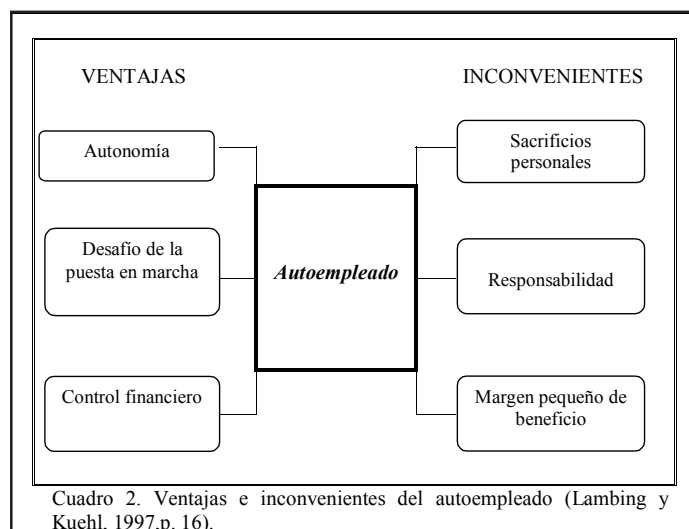 VENTAJAS
INCONVENIENTES
Autonomía
Sacrificios
personales
Desafío de la
puesta en marcha
Autoempleado
Responsabilidad
Control financiero
Margen pequeño de
beneficio
Cuadro 2. Ventajas e inconvenientes del autoempleado (Lambing y
Kuehl, 1997,p. 16).